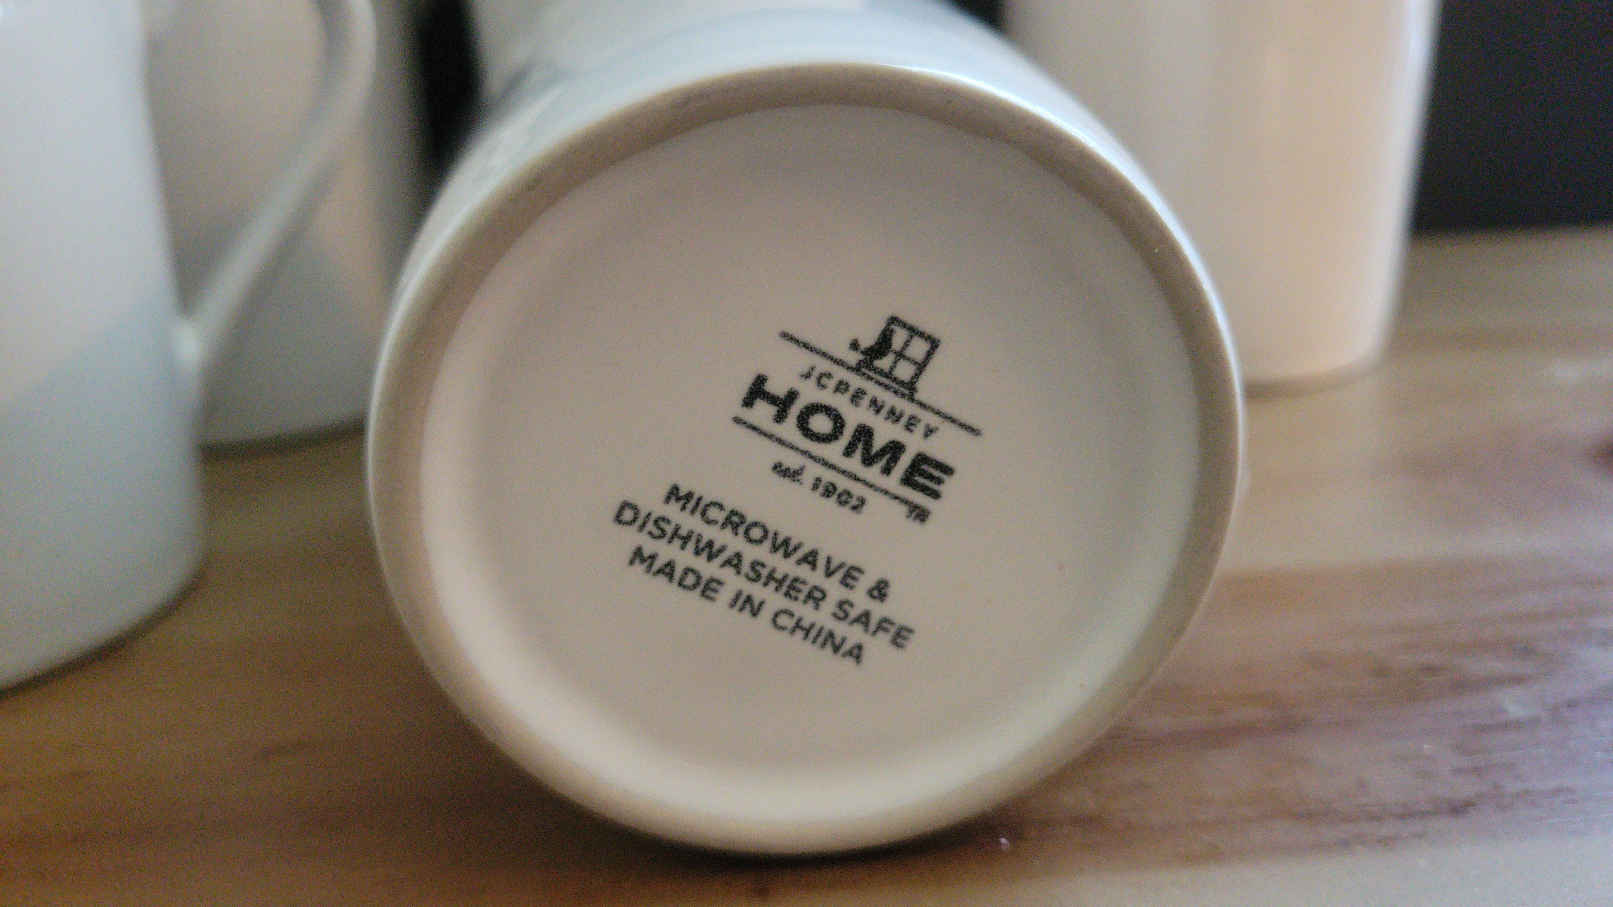 JCPENNEY
HOME
est. 1902
MICROWAVE &
DISHWASHER SAFE
MADE IN CHINA